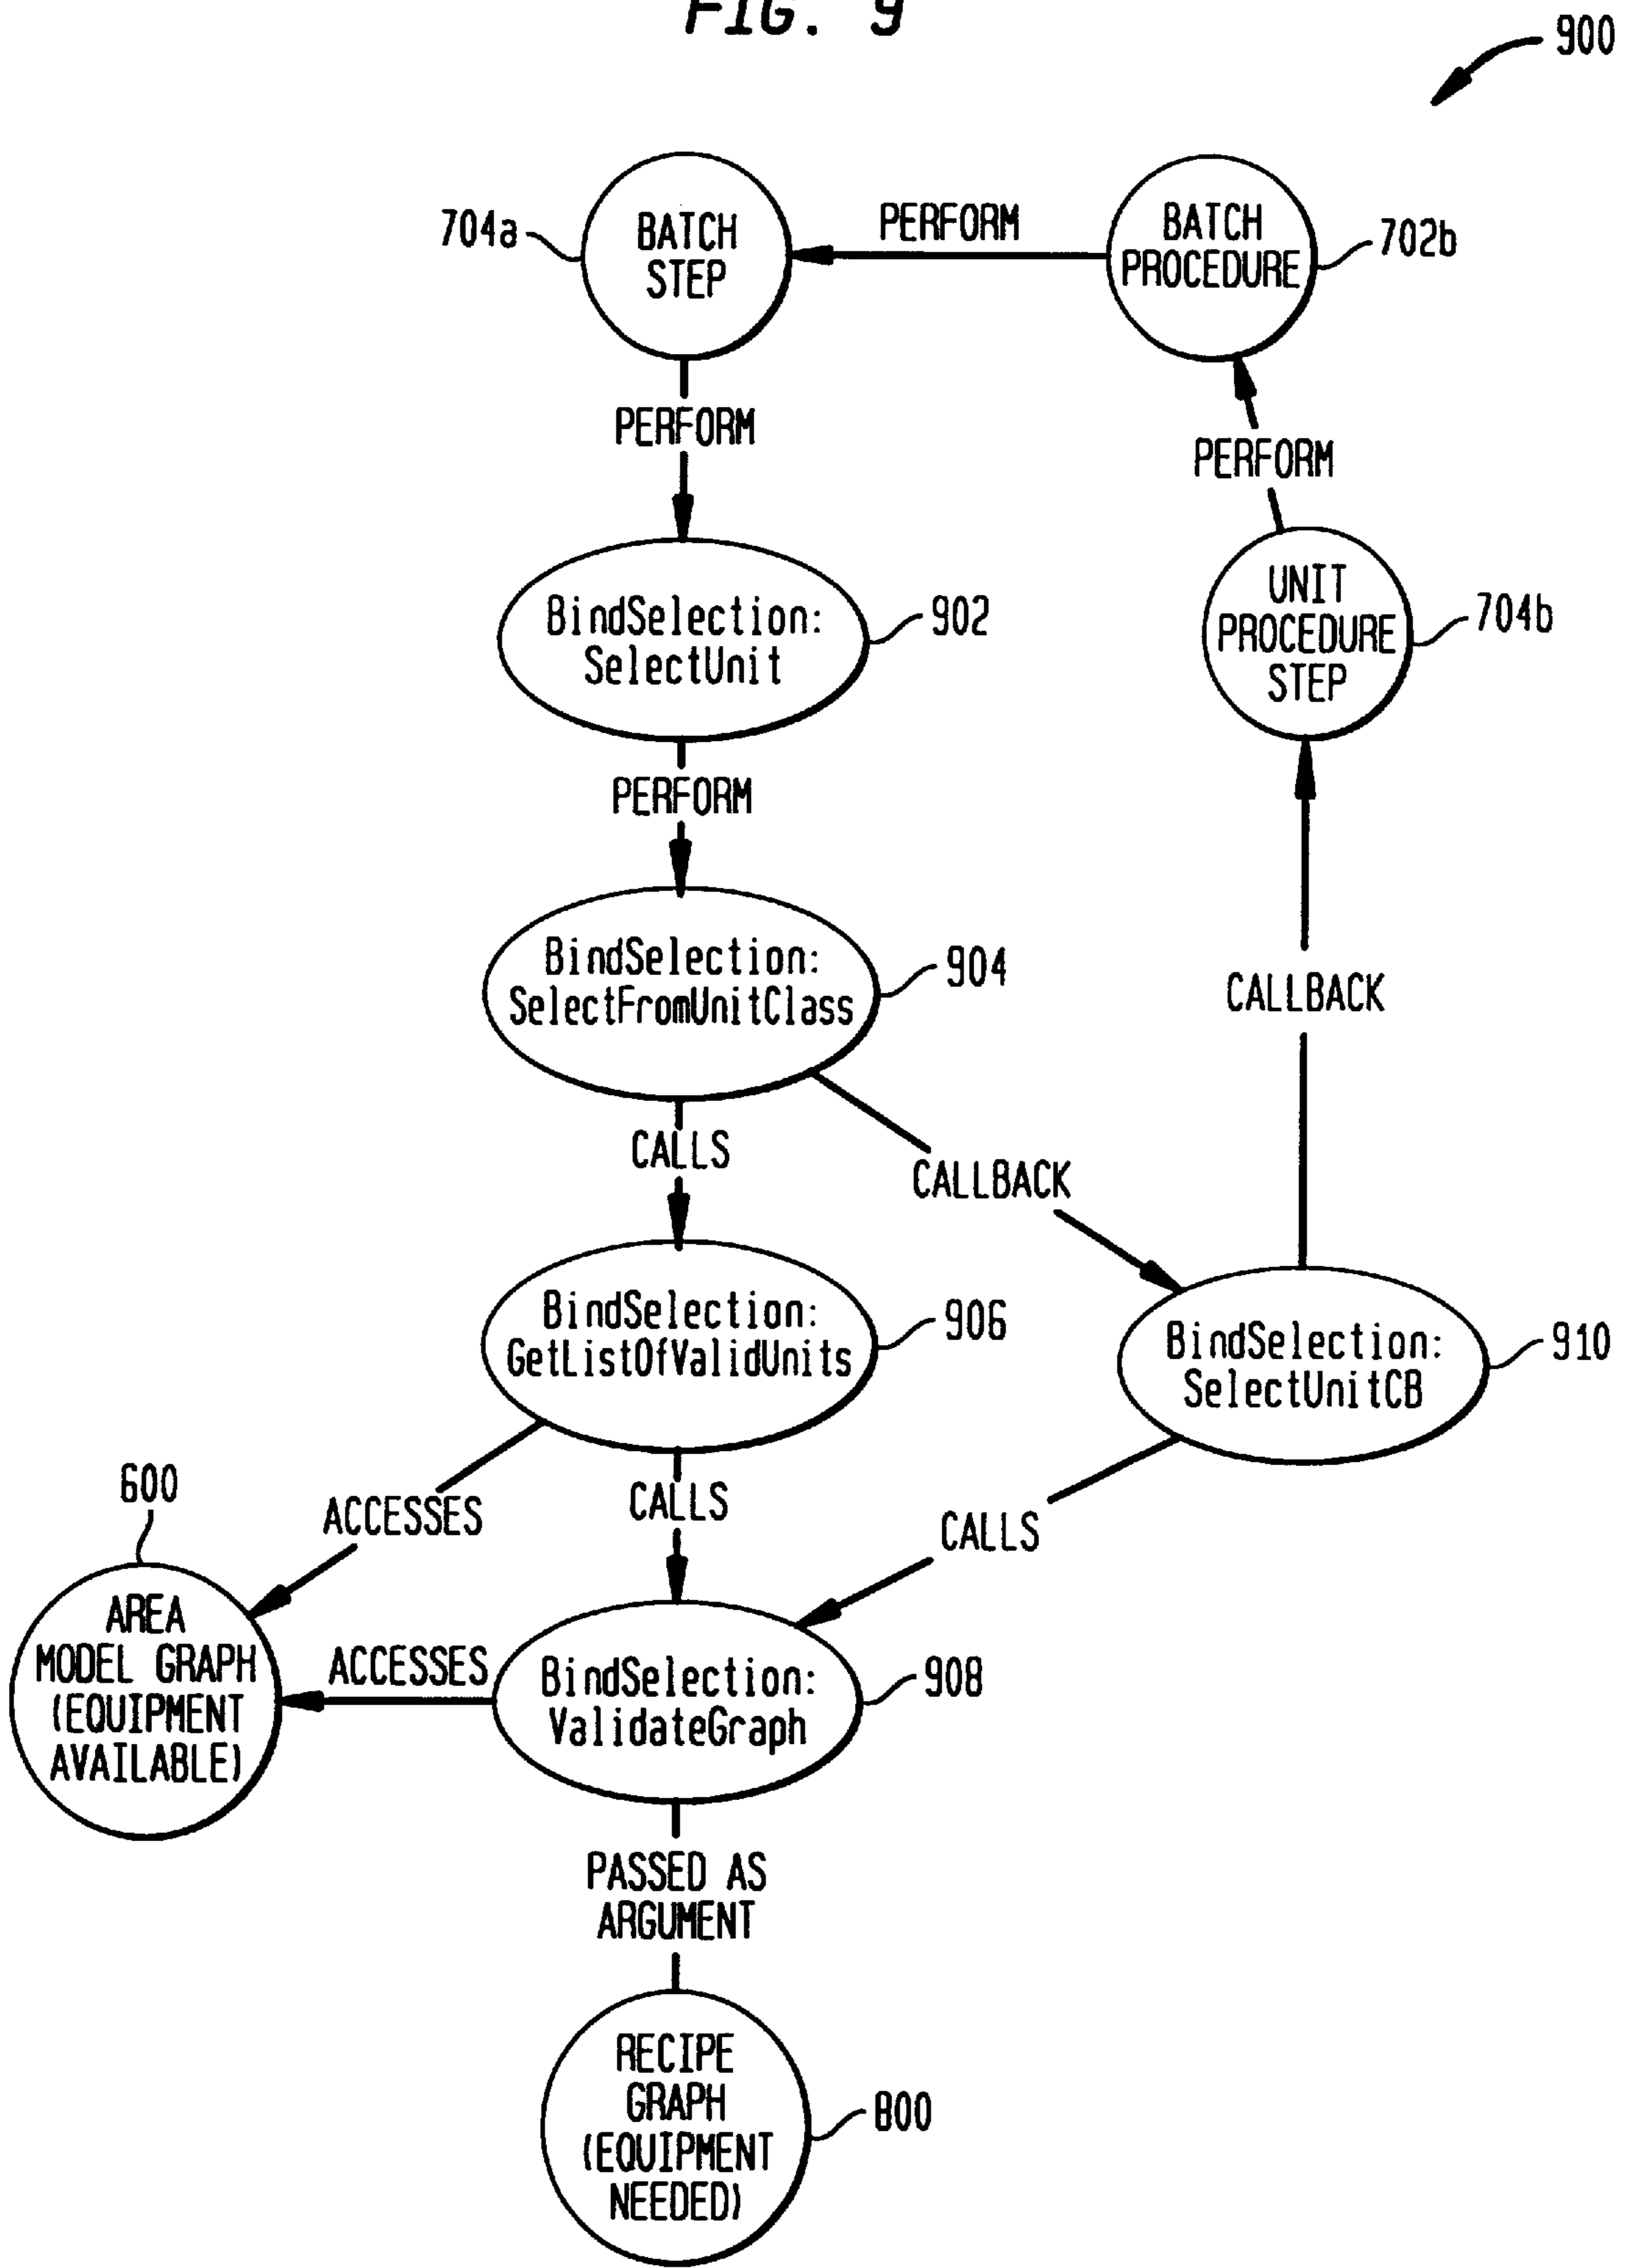 FIG. 9
900
704a
BATCH
STEP
PERFORM
BATCH
PROCEDURE
702b
PERFORM
PERFORM
BindSelection:
SelectUnit
902
UNIT
PROCEDURE
STEP
704b
PERFORM
BindSelection:
SelectFromUnitClass
904
CALLBACK
CALLS
CALLBACK
BindSelection:
GetListOfValidUnits
906
BindSelection:
SelectUnitCB
910
600
ACCESSES
CALLS
CALLS
AREA
MODEL GRAPH
(EQUIPMENT
AVAILABLE)
ACCESSES
BindSelection:
ValidateGraph
908
PASSED AS
ARGUMENT
RECIPE
GRAPH
(EQUIPMENT
NEEDED)
800